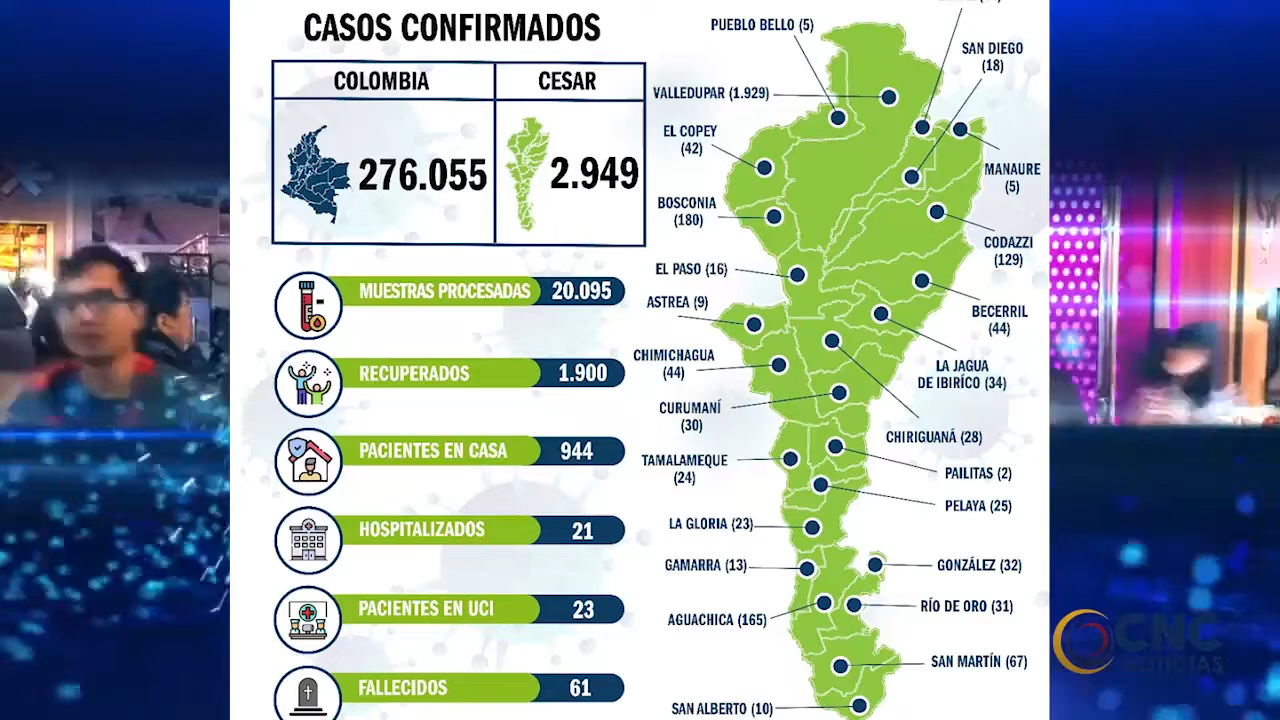 CASOS CONFIRMADOS
COLOMBIA
CESAR
276.055
2.949
MUESTRAS PROCESADAS 20.095
RECUPERADOS 1.900
PACIENTES EN CASA 944
HOSPITALIZADOS 21
PACIENTES EN UCI 23
FALLECIDOS 61
PUEBLO BELLO (5)
SAN DIEGO
(18)
VALLEDUPAR (1.929)
EL COPEY
(42)
MANAURE
(5)
BOSCONIA
(180)
CODAZZI
(129)
EL PASO (16)
ASTREA (9)
BECERRIL
(44)
CHIMICHAGUA
(44)
LA JAGUA
DE IBIRÍCO (34)
CURUMANÍ
(30)
CHIRIGUANÁ (28)
TAMALAMEQUE
(24)
PAILITAS (2)
PELAYA (25)
LA GLORIA (23)
GAMARRA (13)
GONZÁLEZ (32)
AGUACHICA (165)
RÍO DE ORO (31)
SAN MARTÍN (67)
SAN ALBERTO (10)
CNC
NOTICIAS